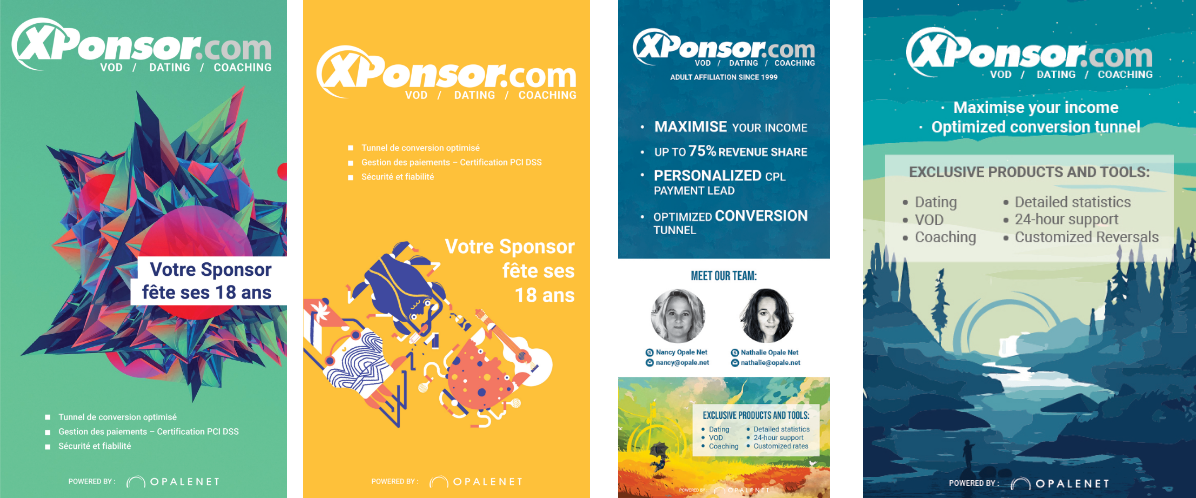 XPonsor.com
VOD / DATING / COACHING
Votre Sponsor
fête ses 18 ans
Tunnel de conversion optimisé
Gestion des paiements – Certification PCI DSS
Sécurité et fiabilité
POWERED BY : OPALENET
XPonsor.com
VOD / DATING / COACHING
Tunnel de conversion optimisé
Gestion des paiements – Certification PCI DSS
Sécurité et fiabilité
Votre Sponsor
fête ses
18 ans
POWERED BY : OPALENET
XPonsor.com
VOD / DATING / COACHING
ADULT AFFILIATION SINCE 1999
• MAXIMISE YOUR INCOME
• UP TO 75% REVENUE SHARE
• PERSONALIZED CPL
PAYMENT LEAD
• OPTIMIZED CONVERSION
TUNNEL
MEET OUR TEAM:
Nancy Opale Net
nancy@opale.net
Nathalie Opale Net
nathalie@opale.net
EXCLUSIVE PRODUCTS AND TOOLS:
• Dating
• VOD
• Coaching
• Detailed statistics
• 24-hour support
• Customized rates
POWERED BY : OPALENET
XPonsor.com
VOD / DATING / COACHING
· Maximise your income
· Optimized conversion tunnel
EXCLUSIVE PRODUCTS AND TOOLS:
• Dating
• VOD
• Coaching
• Detailed statistics
• 24-hour support
• Customized Reversals
POWERED BY : OPALENET